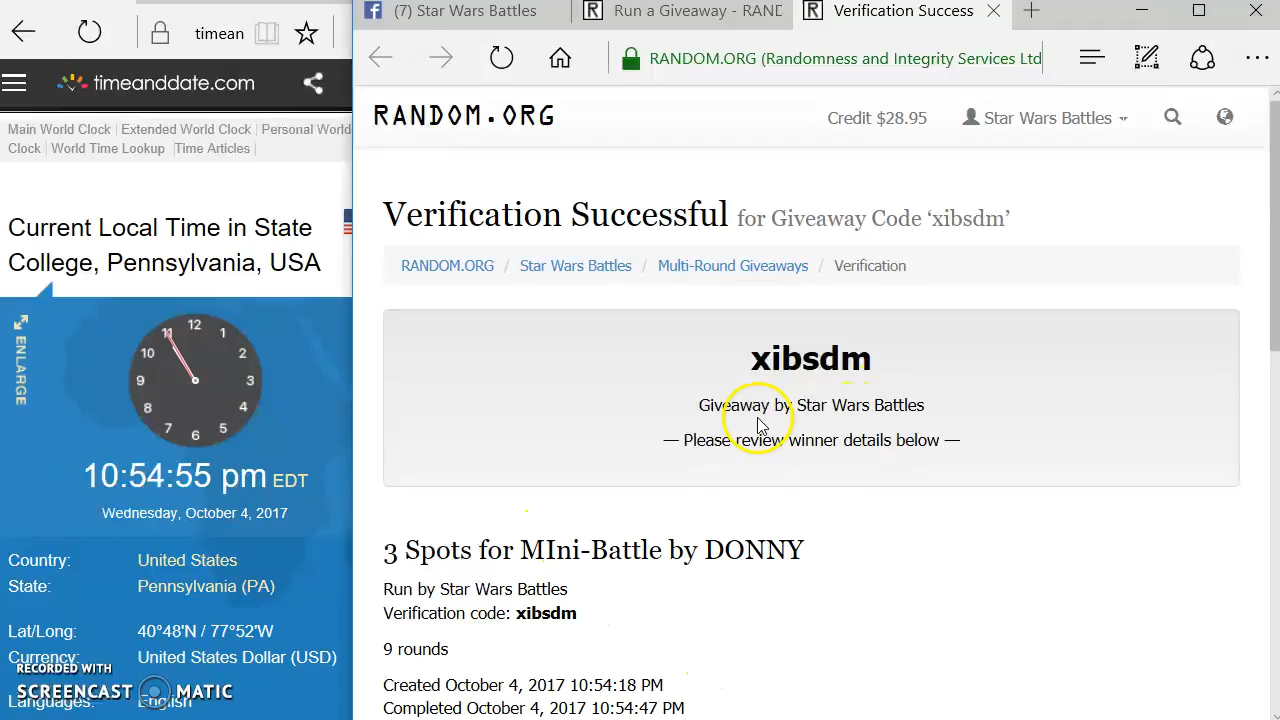 timean
timeanddate.com
Main World Clock | Extended World Clock | Personal World
Clock | World Time Lookup | Time Articles |
Current Local Time in State
College, Pennsylvania, USA
ENLARGE
12
1
2
3
4
5
6
7
8
9
10
11
10:54:55 pm EDT
Wednesday, October 4, 2017
Country: United States
State: Pennsylvania (PA)
Lat/Long: 40°48'N / 77°52'W
Currency: United States Dollar (USD)
Languages: English
RECORDED WITH
SCREENCAST MATIC
(7) Star Wars Battles
Run a Giveaway - RAND
Verification Success
RANDOM.ORG (Randomness and Integrity Services Ltd
RANDOM.ORG
Credit $28.95
Star Wars Battles
Verification Successful for Giveaway Code ‘xibsdm’
RANDOM.ORG / Star Wars Battles / Multi-Round Giveaways / Verification
xibsdm
Giveaway by Star Wars Battles
— Please review winner details below —
3 Spots for MIni-Battle by DONNY
Run by Star Wars Battles
Verification code: xibsdm
9 rounds
Created October 4, 2017 10:54:18 PM
Completed October 4, 2017 10:54:47 PM